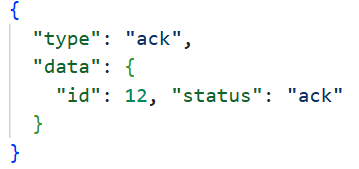 {
  "type": "ack",
  "data": {
    "id": 12, "status": "ack"
  }
}